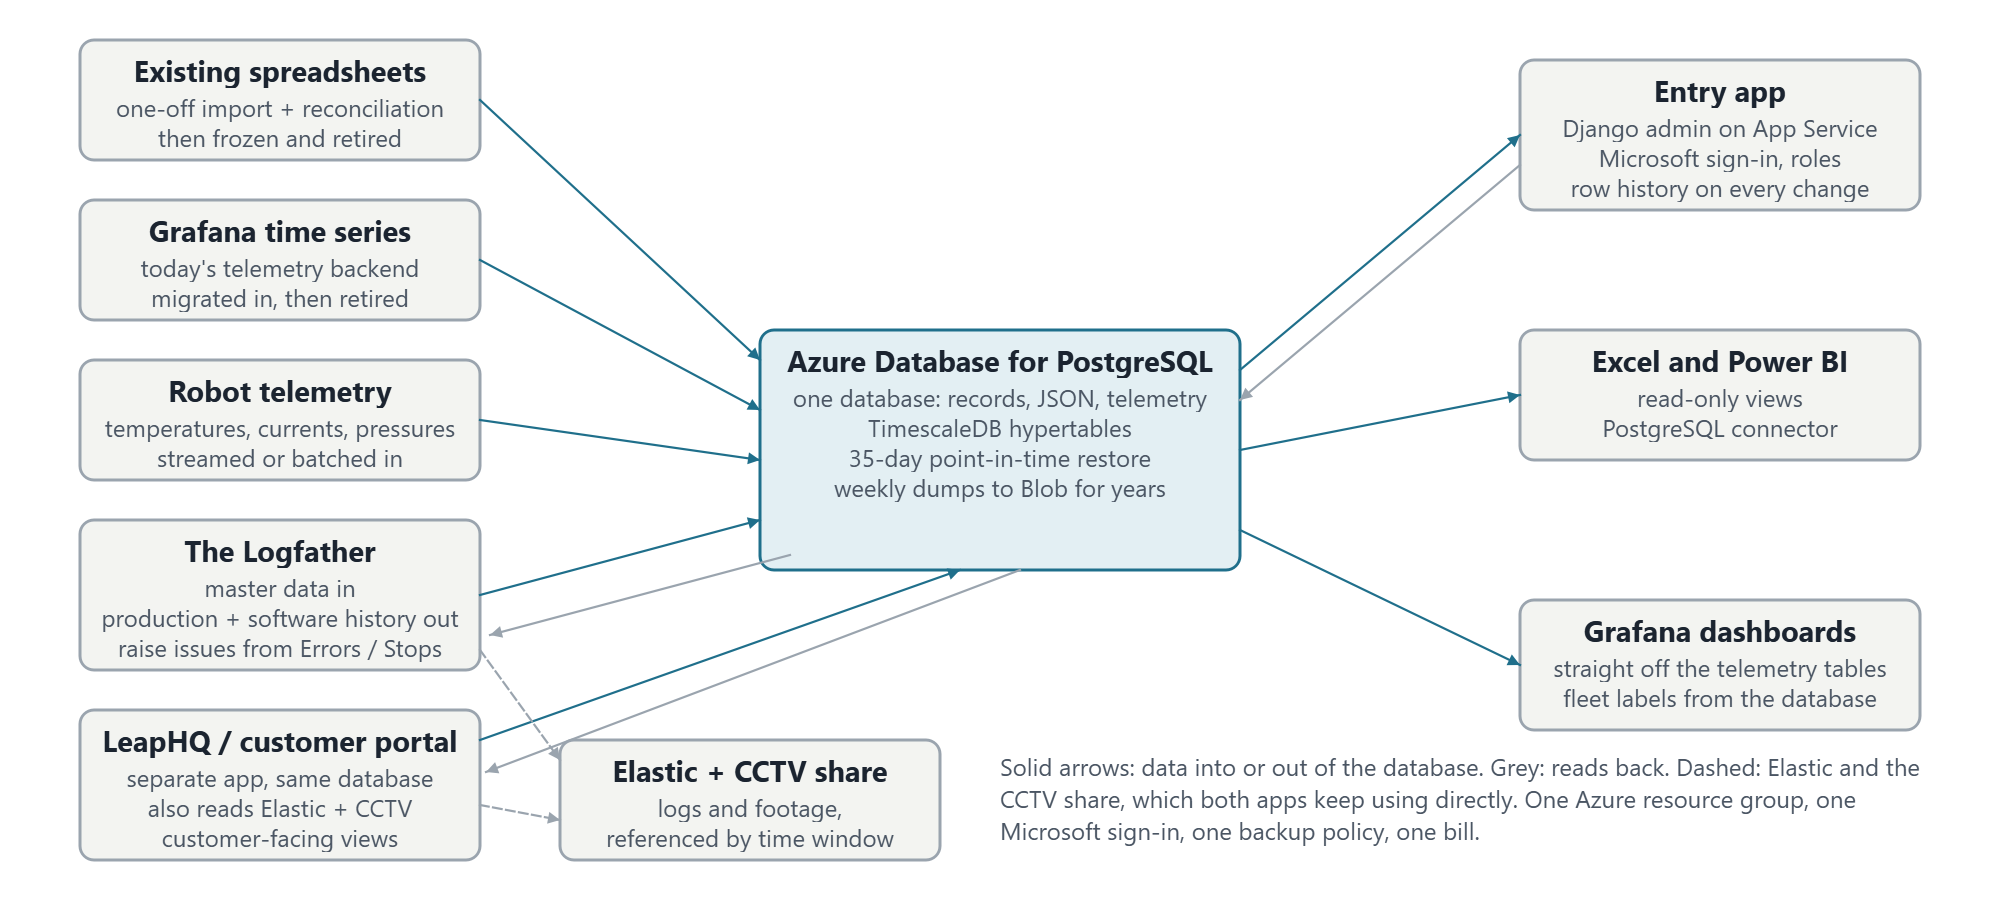 Existing spreadsheets
one-off import + reconciliation
then frozen and retired
Grafana time series
today's telemetry backend
migrated in, then retired
Robot telemetry
temperatures, currents, pressures
streamed or batched in
The Logfather
master data in
production + software history out
raise issues from Errors / Stops
LeapHQ / customer portal
separate app, same database
also reads Elastic + CCTV
customer-facing views
Azure Database for PostgreSQL
one database: records, JSON, telemetry
TimescaleDB hypertables
35-day point-in-time restore
weekly dumps to Blob for years
Elastic + CCTV share
logs and footage,
referenced by time window
Entry app
Django admin on App Service
Microsoft sign-in, roles
row history on every change
Excel and Power BI
read-only views
PostgreSQL connector
Grafana dashboards
straight off the telemetry tables
fleet labels from the database
Solid arrows: data into or out of the database. Grey: reads back. Dashed: Elastic and the
CCTV share, which both apps keep using directly. One Azure resource group, one
Microsoft sign-in, one backup policy, one bill.